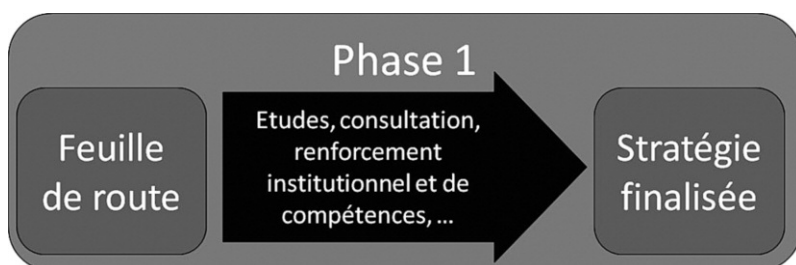 Phase 1
Feuille
de route
Etudes, consultation,
renforcement
institutionnel et de
compétences, ...
Stratégie
finalisée